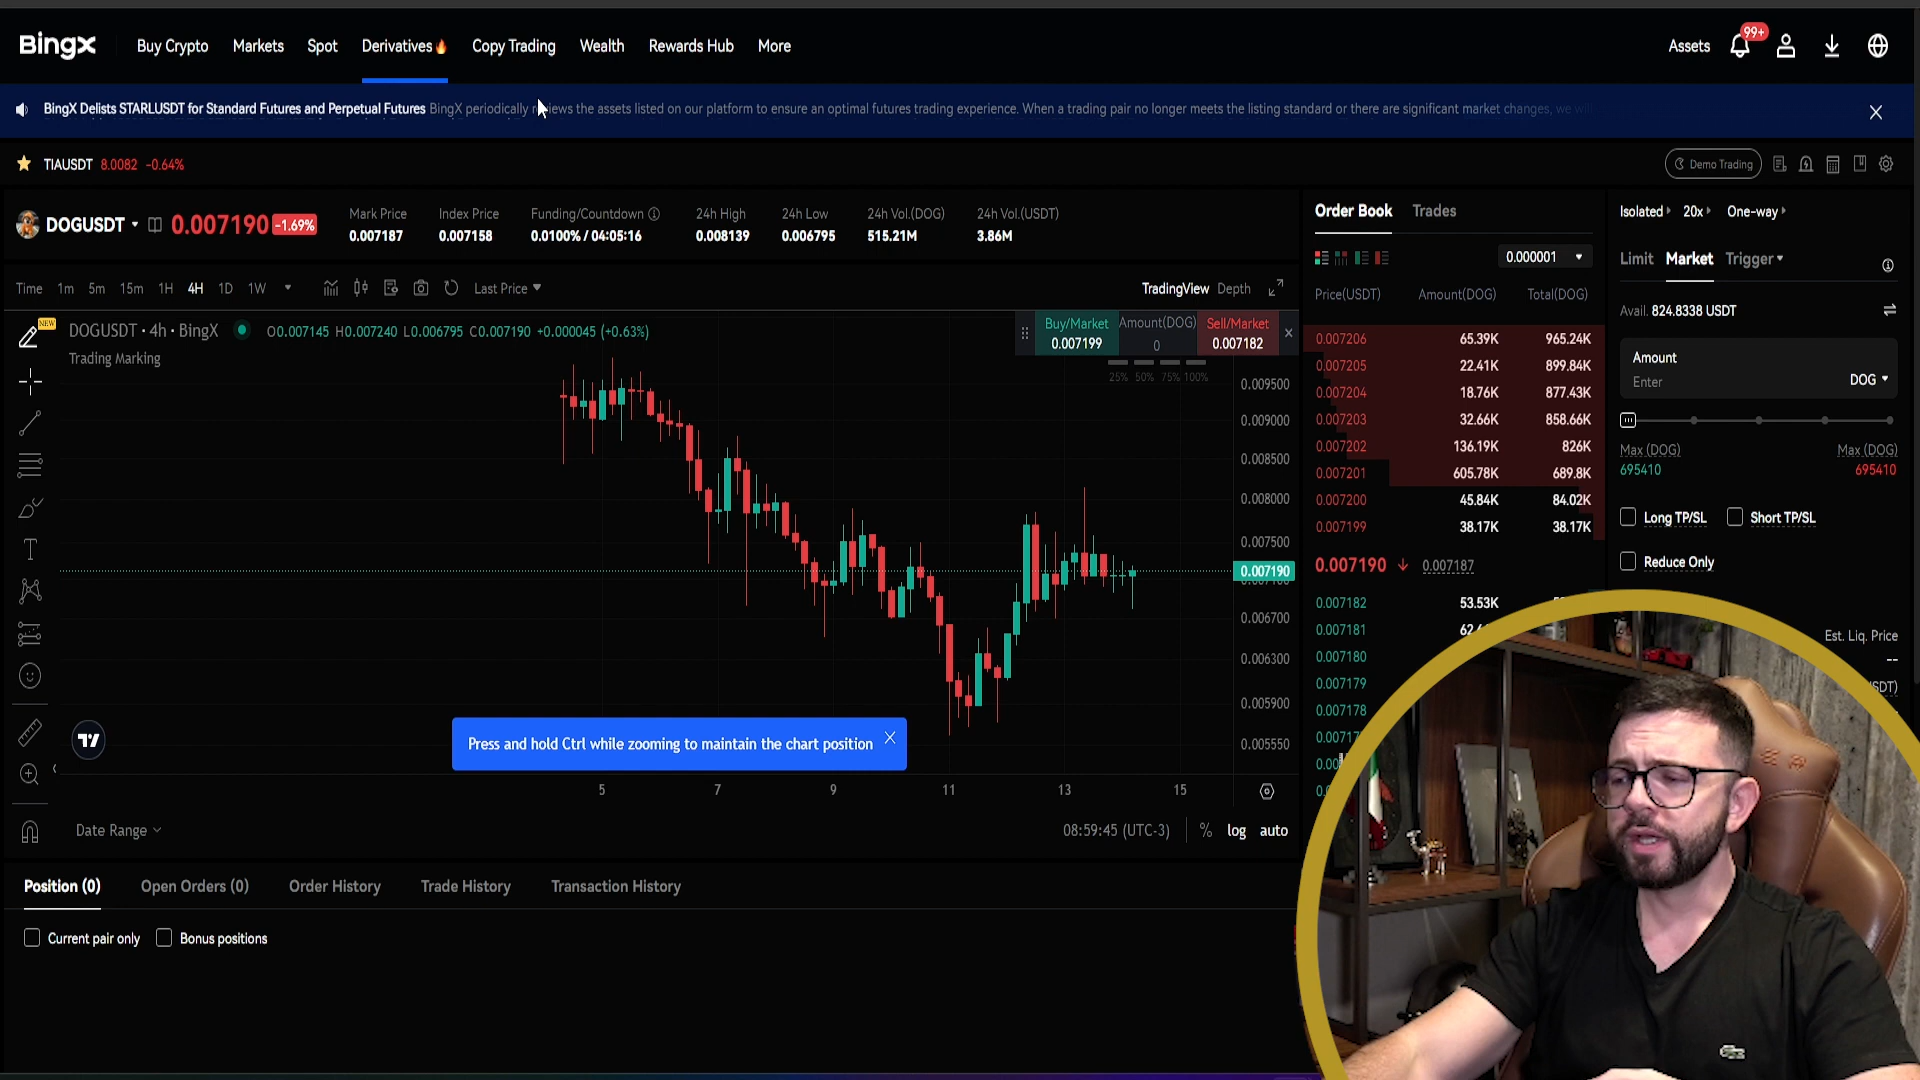 BingX
Buy Crypto Markets Spot Derivatives Copy Trading Wealth Rewards Hub More
Assets 99+
BingX Delists STARLUSDT for Standard Futures and Perpetual Futures BingX periodically reviews the assets listed on our platform to ensure an optimal futures trading experience. When a trading pair no longer meets the listing standard or there are significant market changes, we will
TIAUSDT 8.0082 -0.64%
Demo Trading
DOGUSDT 0.007190 -1.69%
Mark Price Index Price Funding/Countdown 24h High 24h Low 24h Vol.(DOG) 24h Vol.(USDT)
0.007187 0.007158 0.0100% / 04:05:16 0.008139 0.006795 515.21M 3.86M
Time 1m 5m 15m 1H 4H 1D 1W Last Price
TradingView Depth
NEW
DOGUSDT · 4h · BingX O0.007145 H0.007240 L0.006795 C0.007190 +0.000045 (+0.63%)
Trading Marking
Buy/Market Amount(DOG) Sell/Market
0.007199 0 0.007182
25% 50% 75% 100%
0.009500
0.009000
0.008500
0.008000
0.007500
0.007190
0.006700
0.006300
0.005900
0.005550
Press and hold Ctrl while zooming to maintain the chart position
5 7 9 11 13 15
Date Range
08:59:45 (UTC-3) % log auto
Order Book Trades
0.000001
Price(USDT) Amount(DOG) Total(DOG)
0.007206 65.39K 965.24K
0.007205 22.41K 899.84K
0.007204 18.76K 877.43K
0.007203 32.66K 858.66K
0.007202 136.19K 826K
0.007201 605.78K 689.8K
0.007200 45.84K 84.02K
0.007199 38.17K 38.17K
0.007190 0.007187
0.007182 53.53K
0.007181
0.007180
0.007179
0.007178
Isolated 20x One-way
Limit Market Trigger
Avail. 824.8338 USDT
Amount
Enter DOG
Max (DOG) Max (DOG)
695410 695410
Long TP/SL Short TP/SL
Reduce Only
Est. Liq. Price
--
Position (0) Open Orders (0) Order History Trade History Transaction History
Current pair only Bonus positions